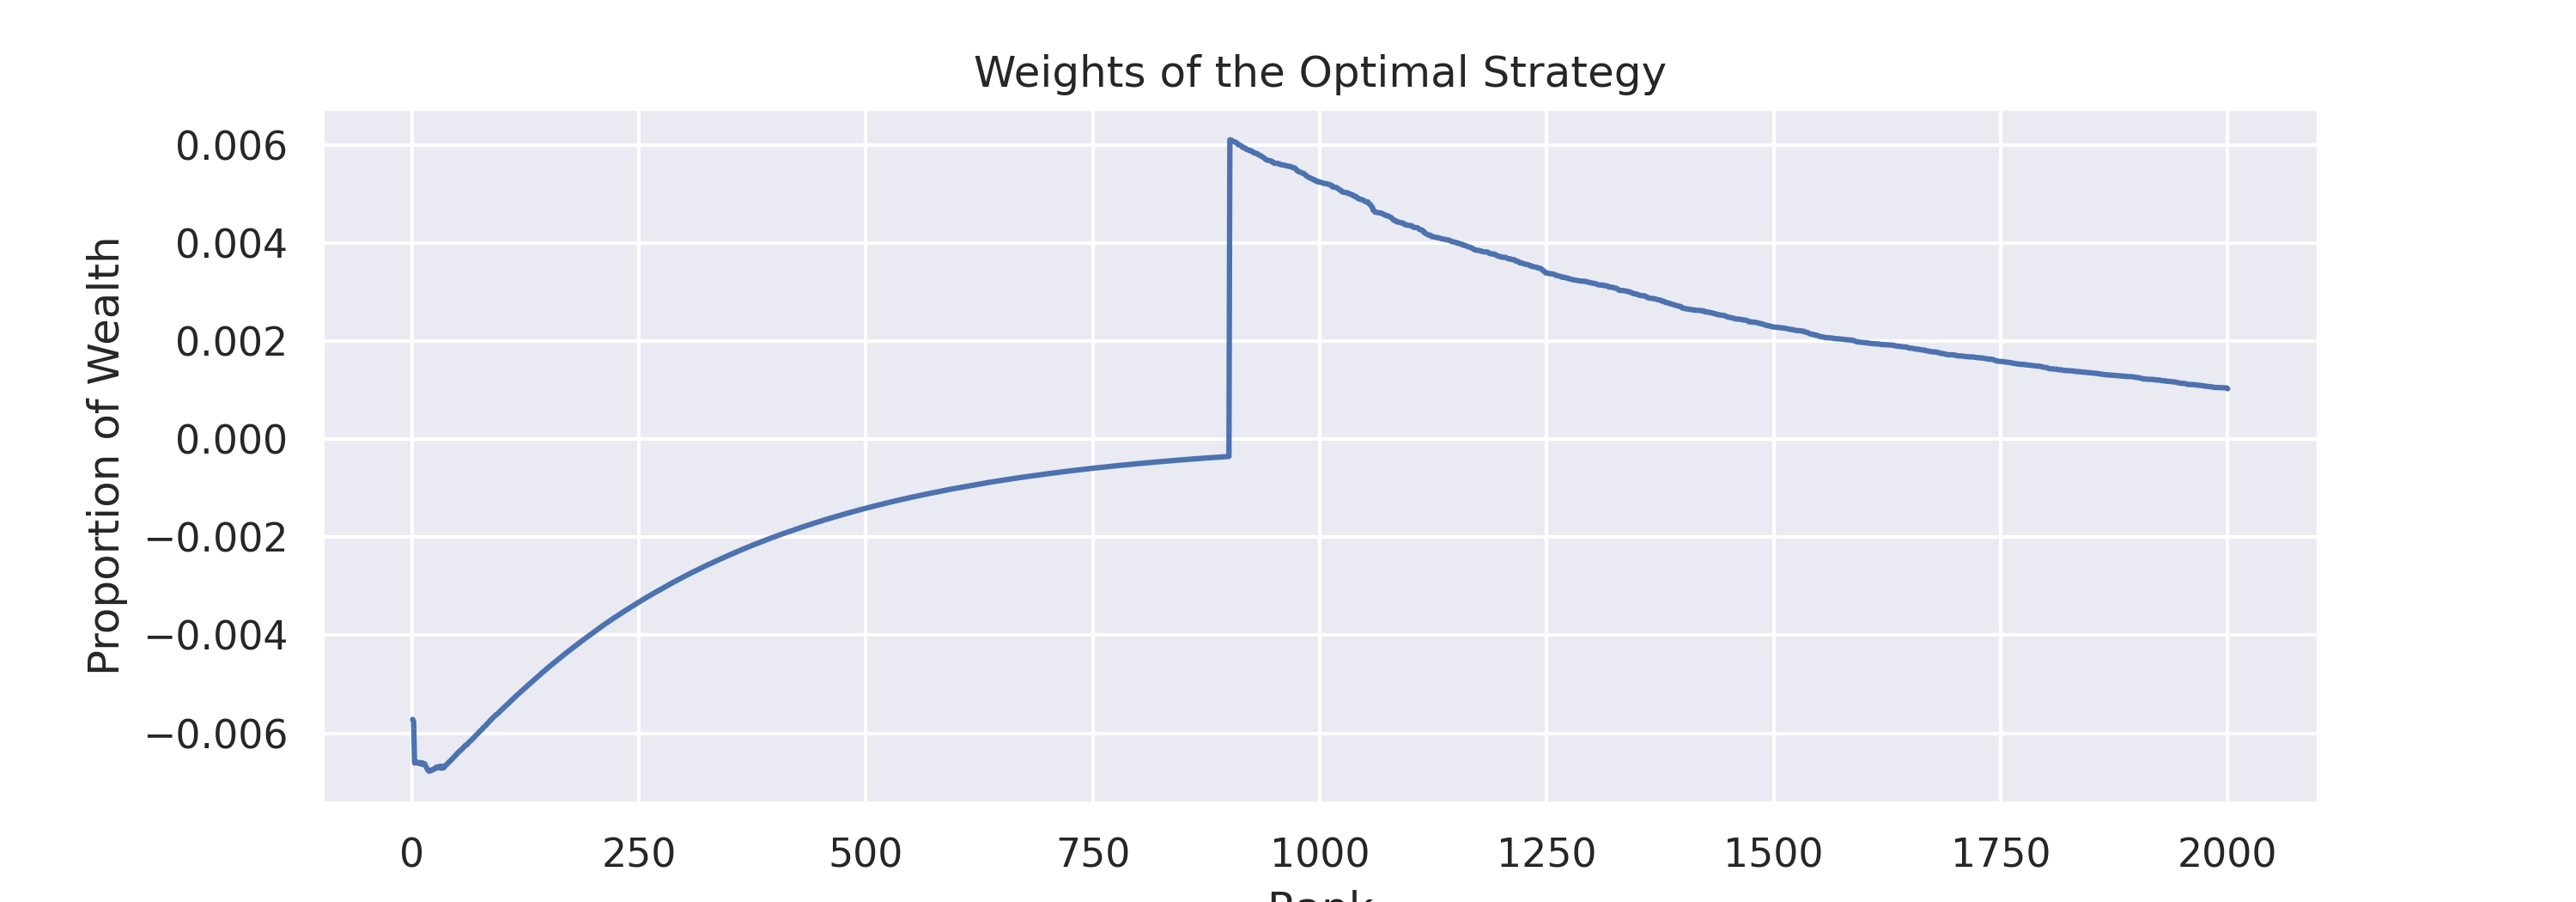 Weights of the Optimal Strategy
Proportion of Wealth
0.006
0.004
0.002
0.000
−0.002
−0.004
−0.006
0 250 500 750 1000 1250 1500 1750 2000
Rank